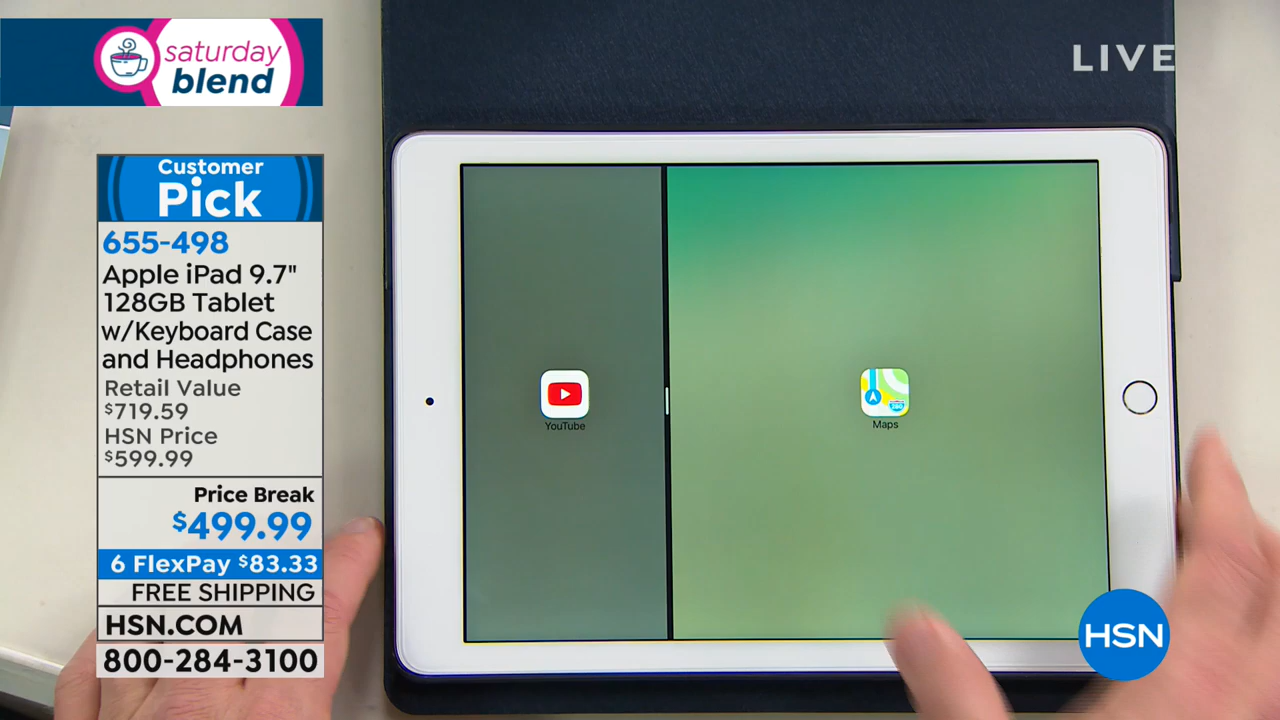 saturday
blend
LIVE
Customer
Pick
655-498
Apple iPad 9.7"
128GB Tablet
w/Keyboard Case
and Headphones
Retail Value
$719.59
HSN Price
$599.99
Price Break
$499.99
6 FlexPay $83.33
FREE SHIPPING
HSN.COM
800-284-3100
YouTube
Maps
HSN